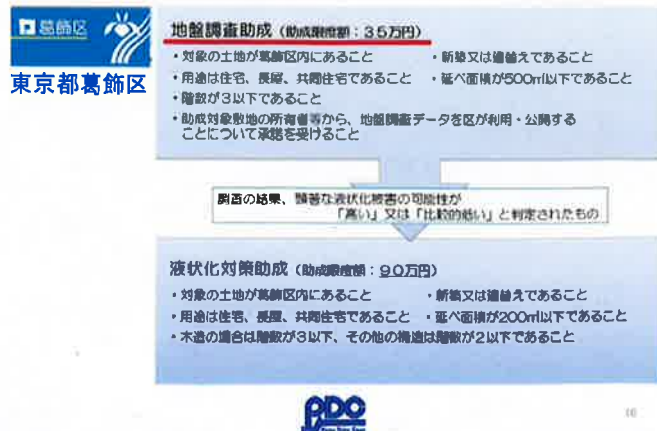 葛飾区
東京都葛飾区
地盤調査助成（助成限度額：35万円）
・対象の土地が葛飾区内にあること ・新築又は建替えであること
・用途は住宅、長屋、共同住宅であること ・延べ面積が500㎡以下であること
・階数が3以下であること
・助成対象敷地の所有者等から、地盤調査データを区が利用・公開する
ことについて承諾を受けること
調査の結果、顕著な液状化被害の可能性が
「高い」又は「比較的低い」と判定されたもの
液状化対策助成（助成限度額：90万円）
・対象の土地が葛飾区内にあること ・新築又は建替えであること
・用途は住宅、長屋、共同住宅であること ・延べ面積が200㎡以下であること
・木造の場合は階数が3以下、その他の構造は階数が2以下であること
PDC
16